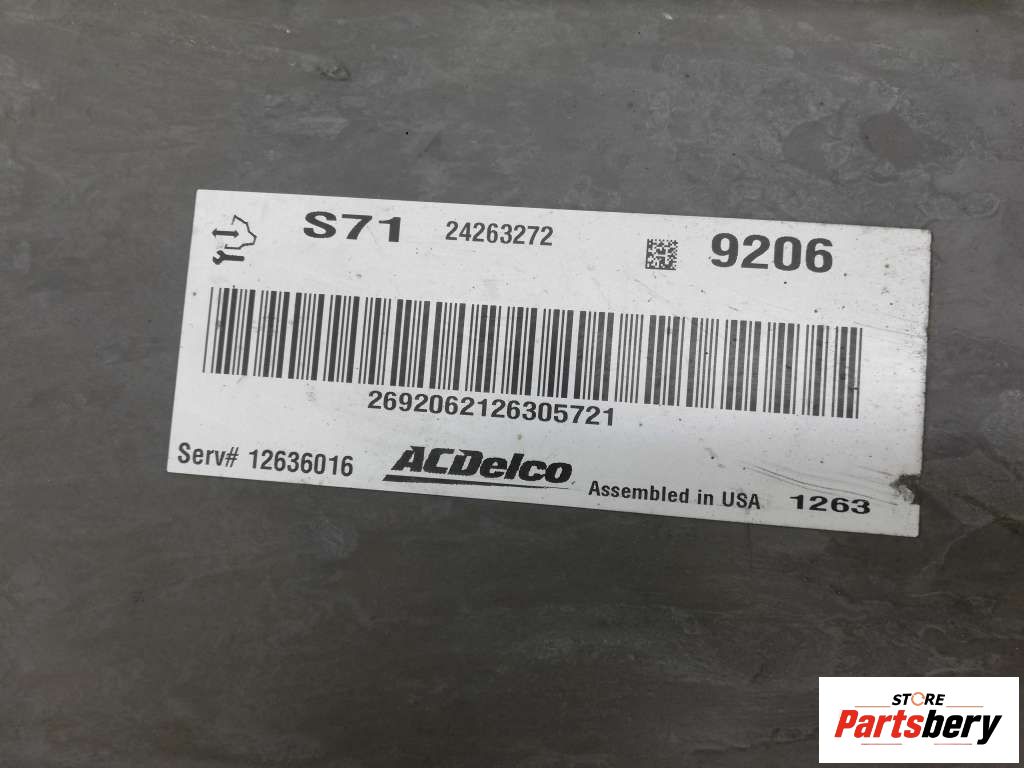 S71 24263272 9206
2692062126305721
Serv# 12636016 ACDelco Assembled in USA 1263
STORE
Partsbery